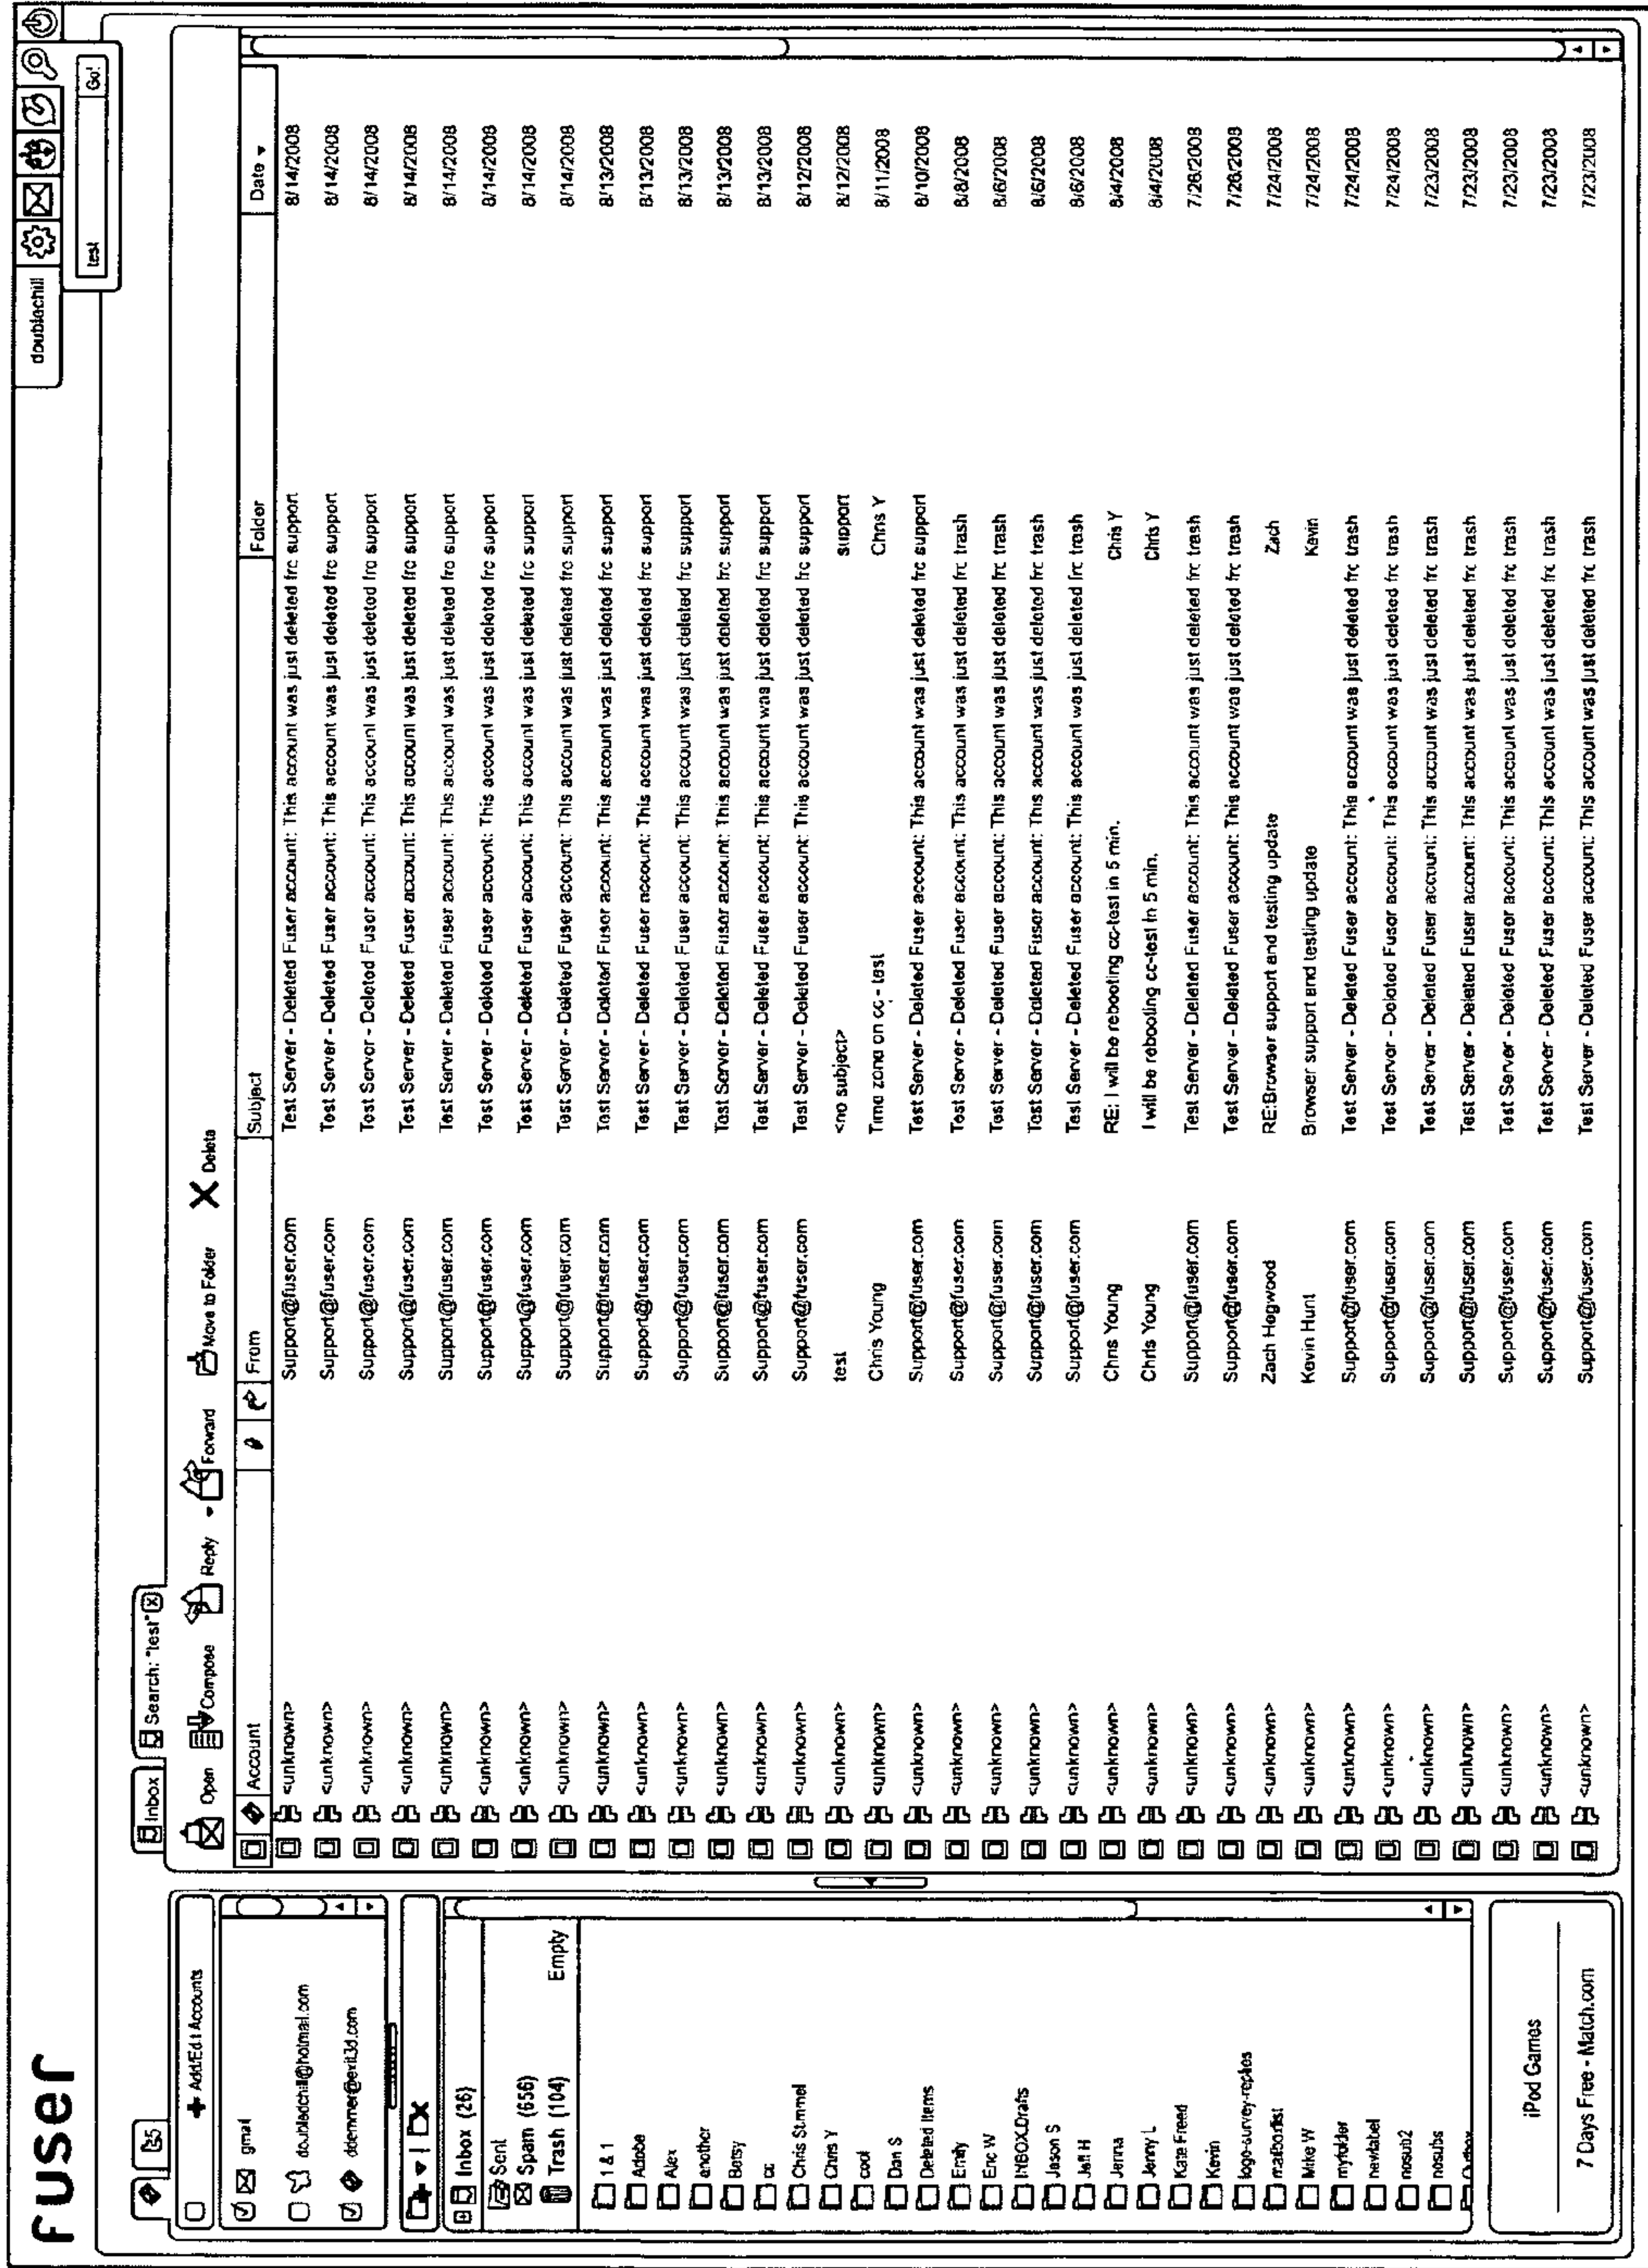 fuser
doublechill
test Go!
Inbox Search: "test"
Add/Edit Accounts
gmail
doubledchill@hotmail.com
ddemmer@exit3d.com
Inbox (26)
Sent
Spam (656)
Trash (104) Empty
1 & 1
Adobe
Alex
another
Betsy
cc
Chris Stimmel
Chris Y
cool
Dan S
Deleted Items
Emily
Eric W
INBOX.Drafts
Jason S
Jeff H
Jenna
Jenny L
Kate Freed
Kevin
logo-survey-replies
mailbotlist
Mike W
myfolder
newlabel
nosub2
nosubs
Outbox
iPod Games
7 Days Free - Match.com
Open Compose Reply Forward Move to Folder Delete
Account From Subject Folder Date
<unknown> Support@fuser.com Test Server - Deleted Fuser account: This account was just deleted frc support 8/14/2008
<unknown> Support@fuser.com Test Server - Deleted Fuser account: This account was just deleted frc support 8/14/2008
<unknown> Support@fuser.com Test Server - Deleted Fuser account: This account was just deleted frc support 8/14/2008
<unknown> Support@fuser.com Test Server - Deleted Fuser account: This account was just deleted frc support 8/14/2008
<unknown> Support@fuser.com Test Server - Deleted Fuser account: This account was just deleted frc support 8/14/2008
<unknown> Support@fuser.com Test Server - Deleted Fuser account: This account was just deleted frc support 8/14/2008
<unknown> Support@fuser.com Test Server - Deleted Fuser account: This account was just deleted frc support 8/14/2008
<unknown> Support@fuser.com Test Server - Deleted Fuser account: This account was just deleted frc support 8/14/2008
<unknown> Support@fuser.com Test Server - Deleted Fuser account: This account was just deleted frc support 8/13/2008
<unknown> Support@fuser.com Test Server - Deleted Fuser account: This account was just deleted frc support 8/13/2008
<unknown> Support@fuser.com Test Server - Deleted Fuser account: This account was just deleted frc support 8/13/2008
<unknown> Support@fuser.com Test Server - Deleted Fuser account: This account was just deleted frc support 8/13/2008
<unknown> Support@fuser.com Test Server - Deleted Fuser account: This account was just deleted frc support 8/13/2008
<unknown> Support@fuser.com Test Server - Deleted Fuser account: This account was just deleted frc support 8/12/2008
<unknown> test <no subject> support 8/12/2008
<unknown> Chris Young Time zone on cc - test Chris Y 8/11/2008
<unknown> Support@fuser.com Test Server - Deleted Fuser account: This account was just deleted frc support 8/10/2008
<unknown> Support@fuser.com Test Server - Deleted Fuser account: This account was just deleted frc trash 8/8/2008
<unknown> Support@fuser.com Test Server - Deleted Fuser account: This account was just deleted frc trash 8/6/2008
<unknown> Support@fuser.com Test Server - Deleted Fuser account: This account was just deleted frc trash 8/6/2008
<unknown> Support@fuser.com Test Server - Deleted Fuser account: This account was just deleted frc trash 8/6/2008
<unknown> Chris Young RE: I will be rebooting cc-test in 5 min. Chris Y 8/4/2008
<unknown> Chris Young I will be rebooting cc-test in 5 min. Chris Y 8/4/2008
<unknown> Support@fuser.com Test Server - Deleted Fuser account: This account was just deleted frc trash 7/26/2008
<unknown> Support@fuser.com Test Server - Deleted Fuser account: This account was just deleted frc trash 7/26/2008
<unknown> Zach Hegwood RE:Browser support and testing update Zach 7/24/2008
<unknown> Kevin Hunt Browser support and testing update Kevin 7/24/2008
<unknown> Support@fuser.com Test Server - Deleted Fuser account: This account was just deleted frc trash 7/24/2008
<unknown> Support@fuser.com Test Server - Deleted Fuser account: This account was just deleted frc trash 7/24/2008
<unknown> Support@fuser.com Test Server - Deleted Fuser account: This account was just deleted frc trash 7/23/2008
<unknown> Support@fuser.com Test Server - Deleted Fuser account: This account was just deleted frc trash 7/23/2008
<unknown> Support@fuser.com Test Server - Deleted Fuser account: This account was just deleted frc trash 7/23/2008
<unknown> Support@fuser.com Test Server - Deleted Fuser account: This account was just deleted frc trash 7/23/2008
<unknown> Support@fuser.com Test Server - Deleted Fuser account: This account was just deleted frc trash 7/23/2008